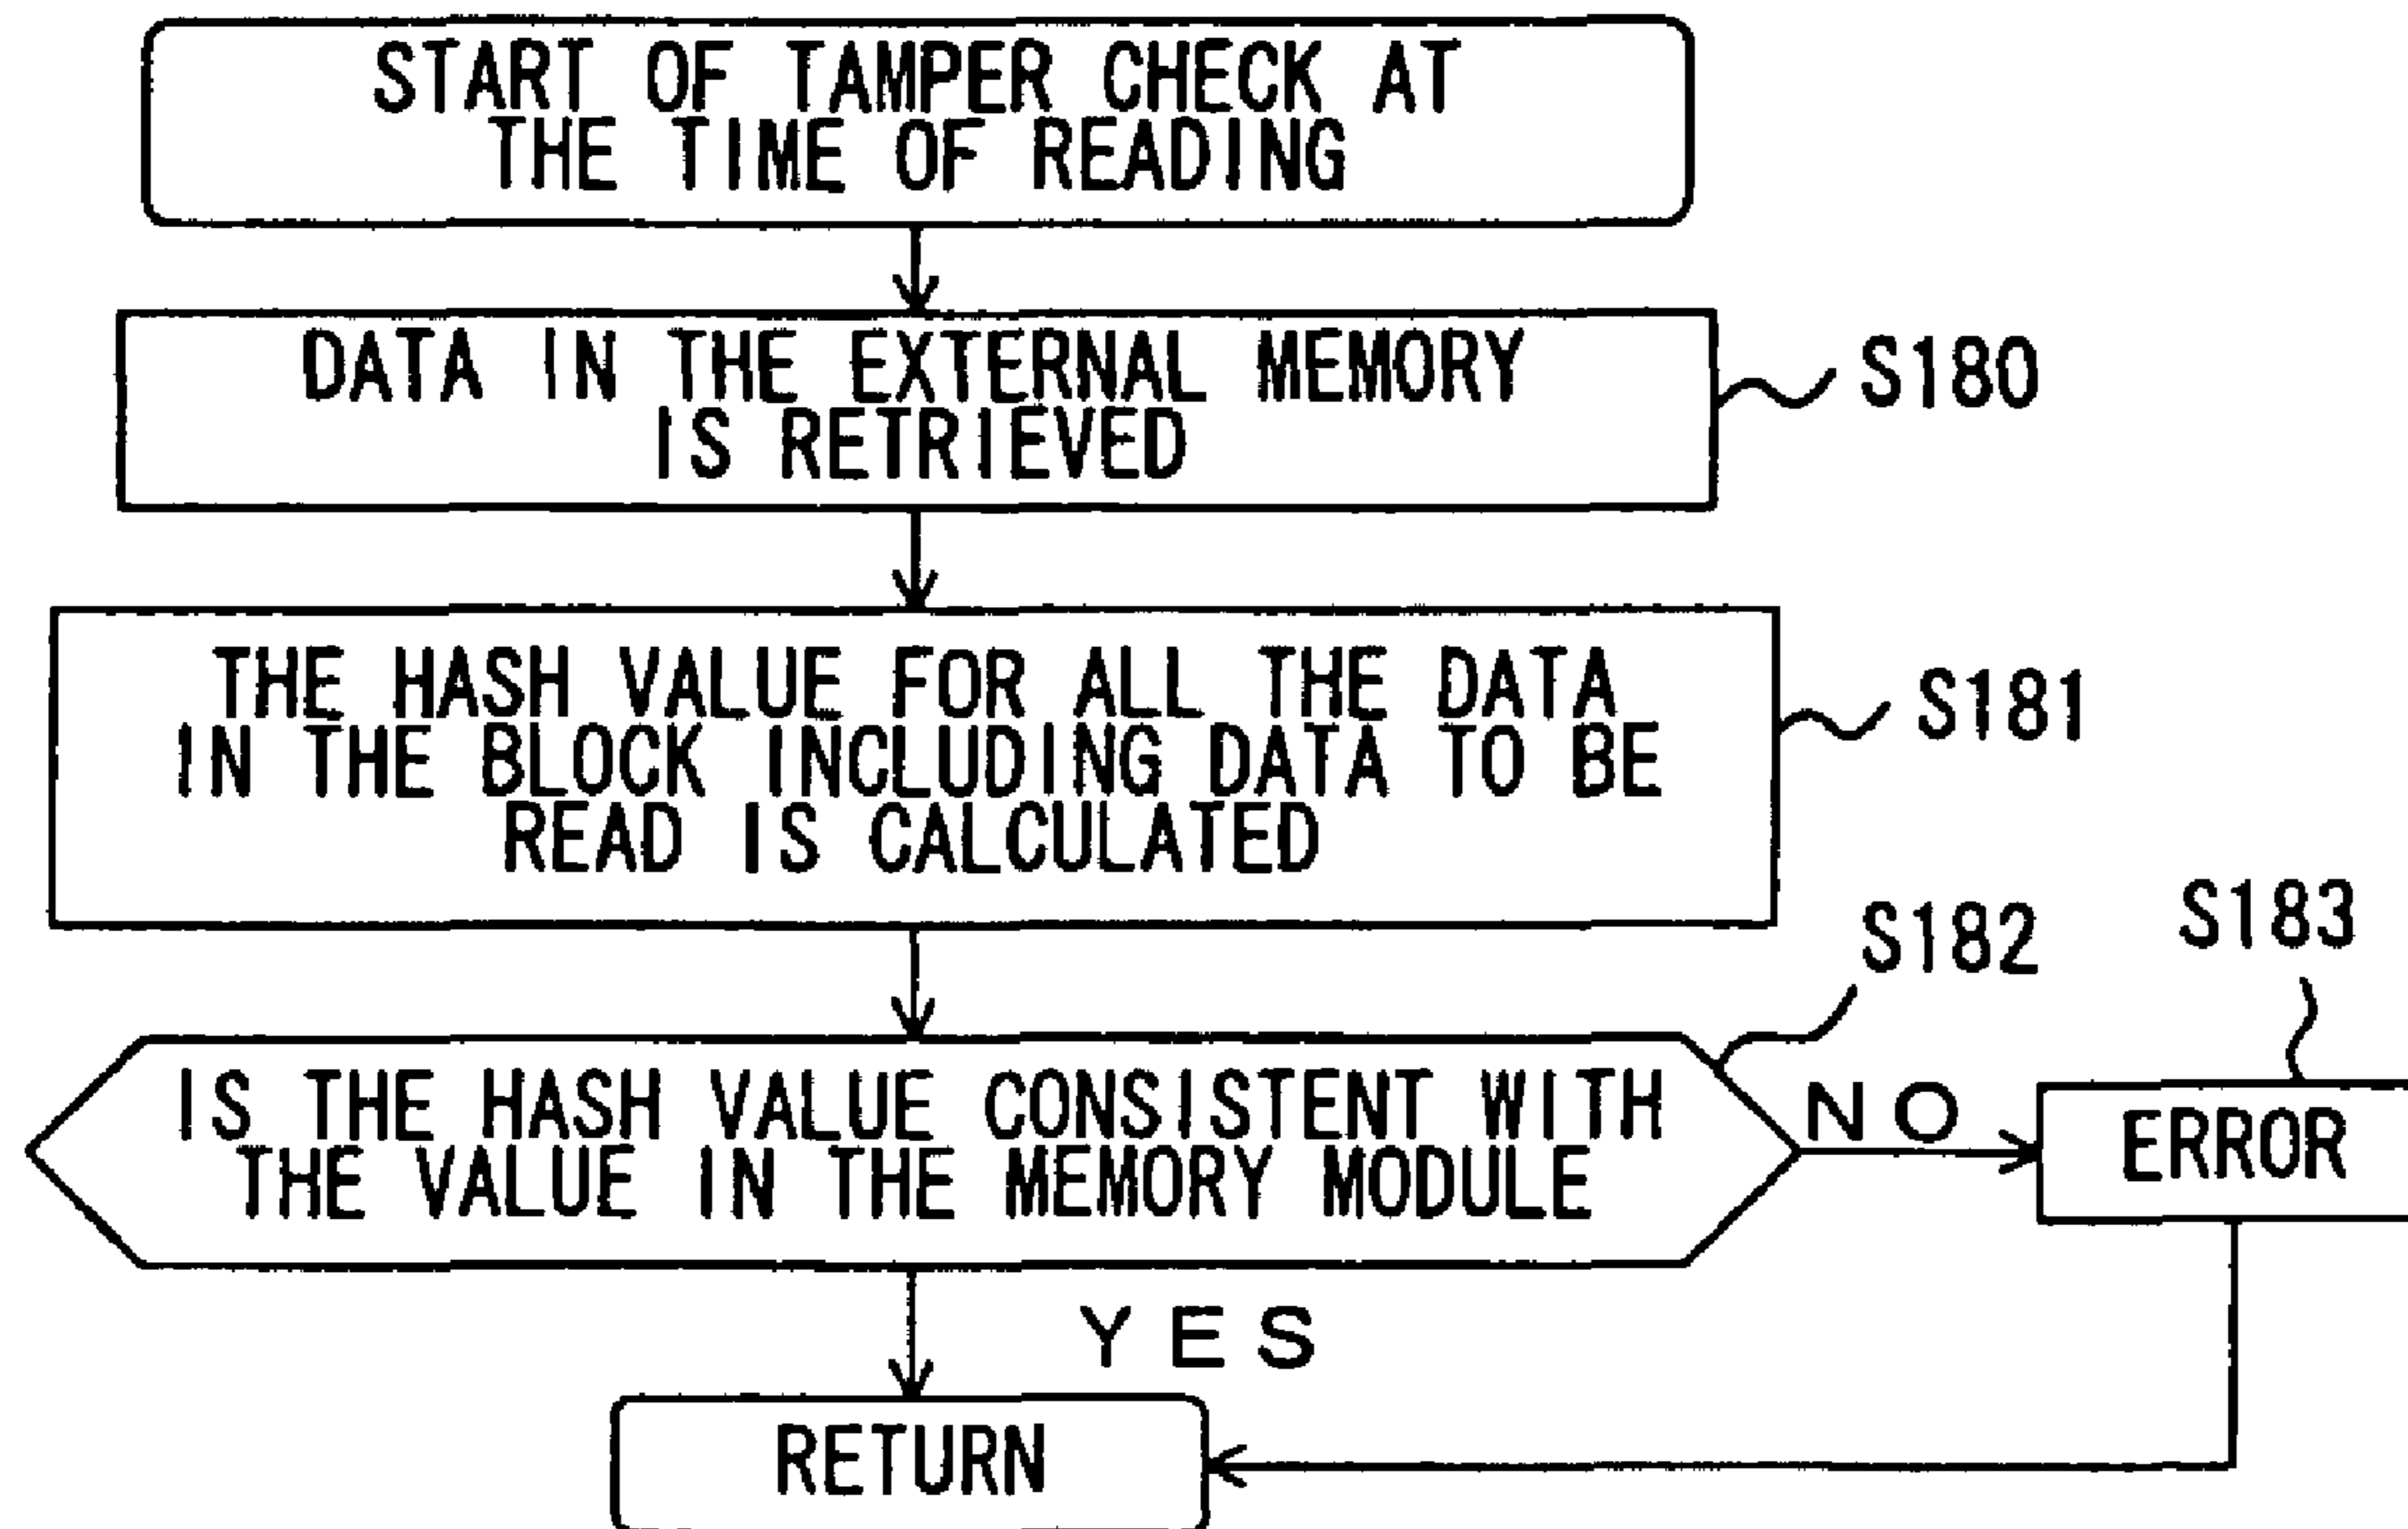 START OF TAMPER CHECK AT
THE TIME OF READING
DATA IN THE EXTERNAL MEMORY
IS RETRIEVED
S180
THE HASH VALUE FOR ALL THE DATA
IN THE BLOCK INCLUDING DATA TO BE
READ IS CALCULATED
S181
S182
S183
IS THE HASH VALUE CONSISTENT WITH
THE VALUE IN THE MEMORY MODULE
NO
ERROR
YES
RETURN